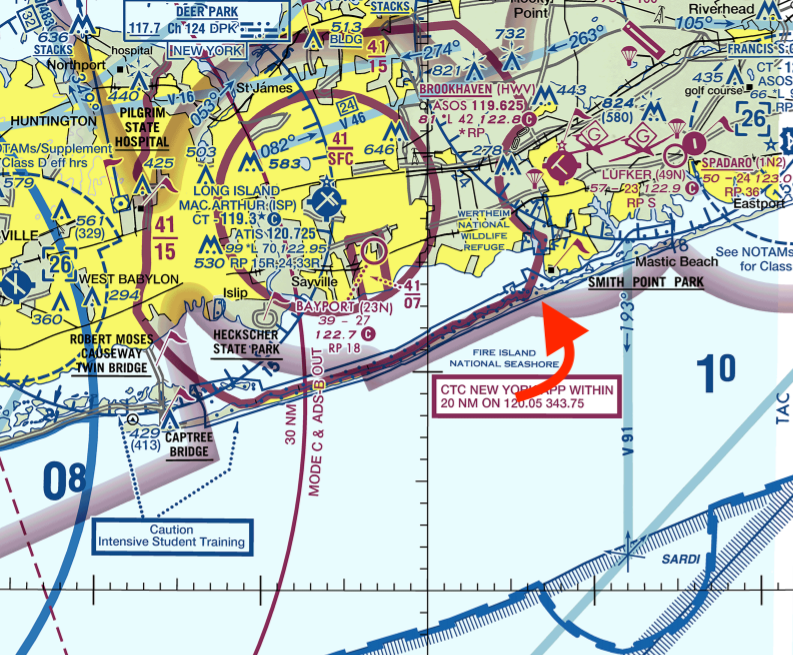 DEER PARK
117.7 Ch 124 DPK
NEW YORK
STACKS
513
BLDG
41
15
636
STACKS
hospital
Northport
440
249°
V-16
053°
St James
PILGRIM
STATE
HOSPITAL
HUNTINGTON
274°
263°
732
821
Point
Riverhead
105°
BROOKHAVEN (HWV)
ASOS 119.625
81 *L 42 122.8 C
*RP
443
435
golf course
824
(580)
26
278
24
V 46
082°
583
41
SFC
646
503
425
579
561
(329)
LONG ISLAND
MAC ARTHUR (ISP)
CT - 119.3 * C
ATIS 120.725
99 *L 70 122.95
RP 15R, 24, 33R
530
41
15
WERTHEIM
NATIONAL
WILDLIFE
REFUGE
LUFKER (49N)
57 - 23 122.9 C
RP S
SPADARO (1N2)
50 - 24 123.0
RP 36
Eastport
See NOTAMs
for Class
Mastic Beach
SMITH POINT PARK
26
WEST BABYLON
294
360
Islip
Sayville
41
07
BAYPORT (23N)
39 - 27
122.7 C
RP 18
ROBERT MOSES
CAUSEWAY
TWIN BRIDGE
HECKSCHER
STATE PARK
FIRE ISLAND
NATIONAL SEASHORE
193°
CTC NEW YORK APP WITHIN
20 NM ON 120.05 343.75
10
30 NM
MODE C & ADS-B OUT
V 91
TAC
429
(413)
CAPTREE
BRIDGE
08
Caution
Intensive Student Training
SARDI